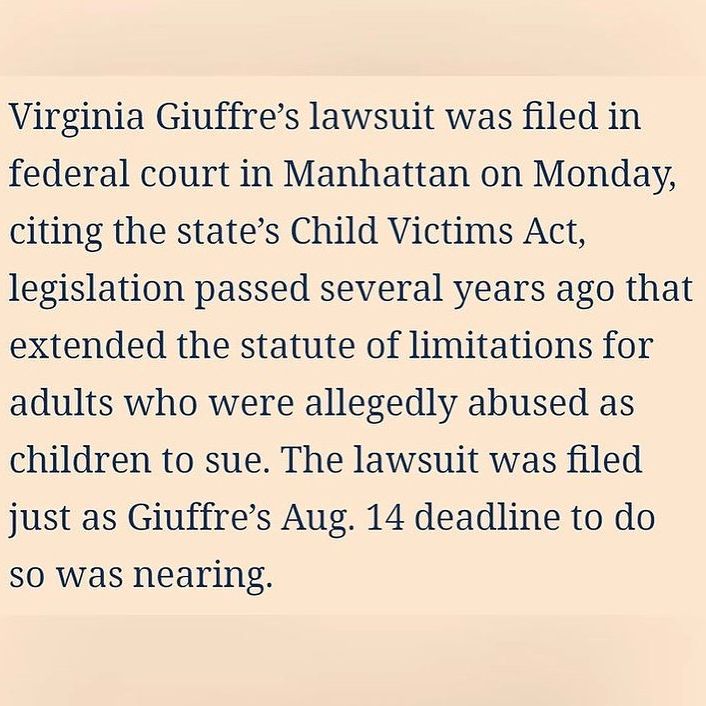 Virginia Giuffre’s lawsuit was filed in
federal court in Manhattan on Monday,
citing the state’s Child Victims Act,
legislation passed several years ago that
extended the statute of limitations for
adults who were allegedly abused as
children to sue. The lawsuit was filed
just as Giuffre’s Aug. 14 deadline to do
so was nearing.